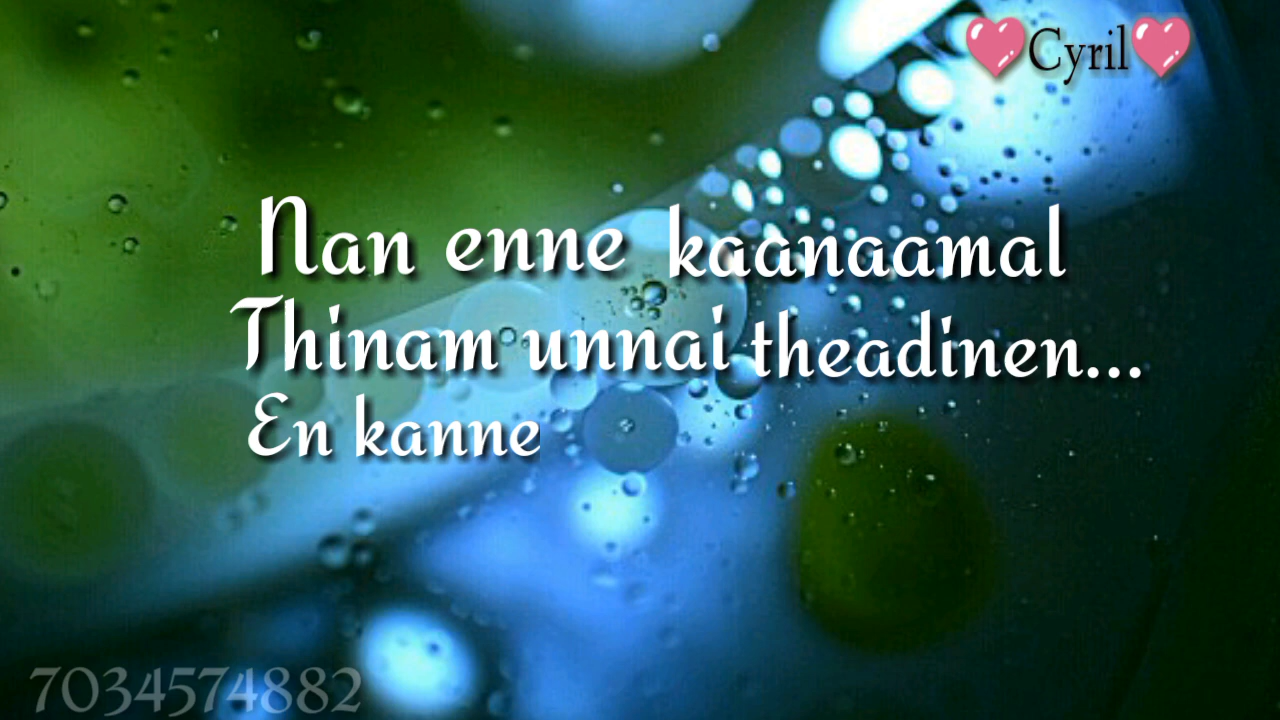 Cyril
Nan enne kaanaamal
Thinam unnai theadinen...
En kanne
7034574882